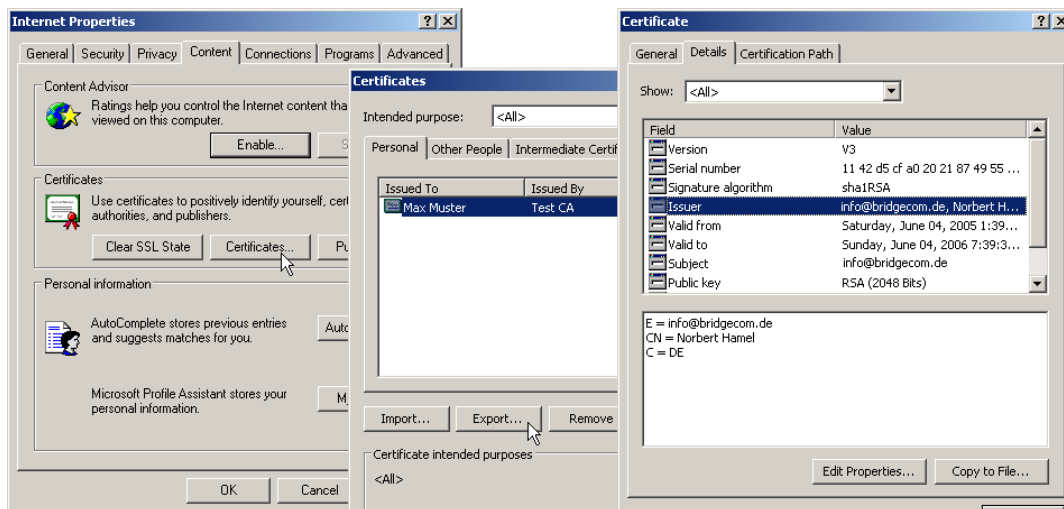 Internet Properties
General Security Privacy Content Connections Programs Advanced
Content Advisor
Ratings help you control the Internet content tha
viewed on this computer.
Enable...
Certificates
Use certificates to positively identify yourself, cert
authorities, and publishers.
Clear SSL State Certificates... Pu
Personal information
AutoComplete stores previous entries
and suggests matches for you.
Auto
Microsoft Profile Assistant stores your
personal information.
M
OK Cancel
Certificates
Intended purpose: <All>
Personal Other People Intermediate Certif
Issued To Issued By
Max Muster Test CA
Import... Export... Remove
Certificate intended purposes
<All>
Certificate
General Details Certification Path
Show: <All>
Field Value
Version V3
Serial number 11 42 d5 cf a0 20 21 87 49 55 ...
Signature algorithm sha1RSA
Issuer info@bridgecom.de, Norbert H...
Valid from Saturday, June 04, 2005 1:39...
Valid to Sunday, June 04, 2006 7:39:3...
Subject info@bridgecom.de
Public key RSA (2048 Bits)
E = info@bridgecom.de
CN = Norbert Hamel
C = DE
Edit Properties... Copy to File...